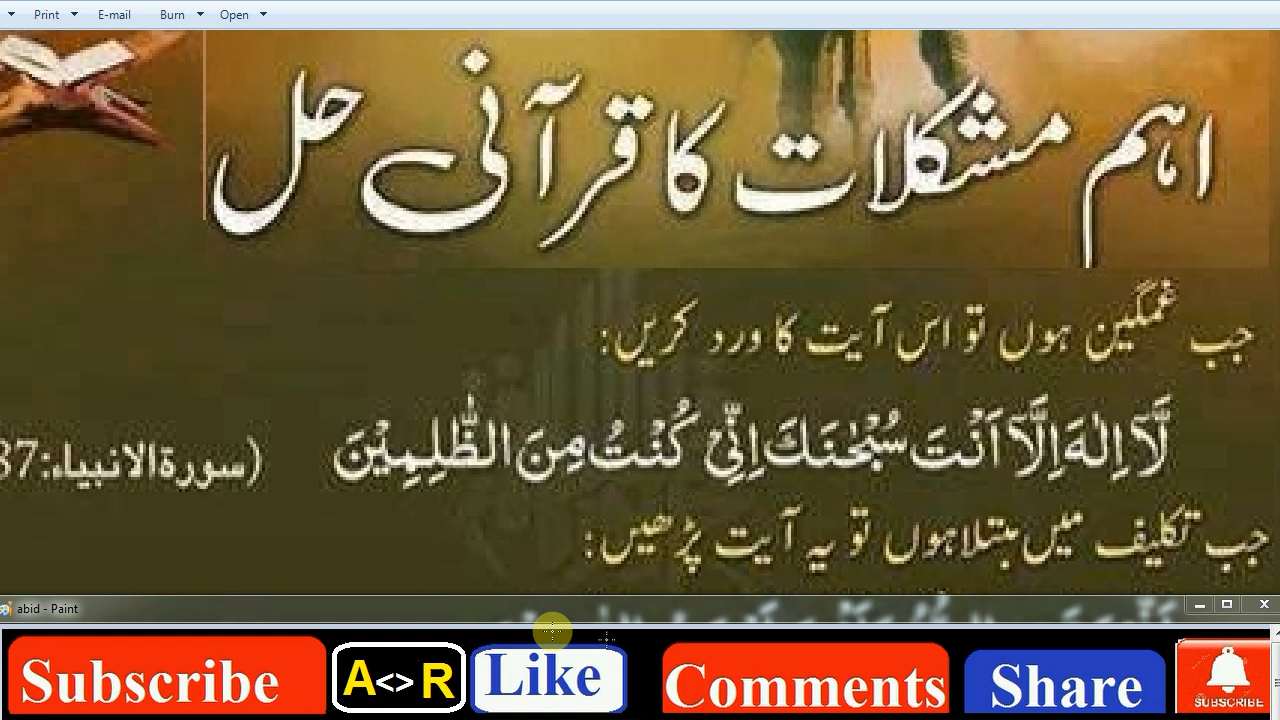 Print E-mail Burn Open
اہم مشکلات کا قرآنی حل
جب غمگین ہوں تو اس آیت کا ورد کریں:
لَّاۤ اِلٰهَ اِلَّاۤ اَنْتَ سُبْحٰنَكَ اِنِّیْ كُنْتُ مِنَ الظّٰلِمِیْنَ (سورۃ الانبیاء:87
جب تکلیف میں مبتلا ہوں تو یہ آیت پڑھیں:
abid - Paint
Subscribe A<>R Like Comments Share SUBSCRIBE